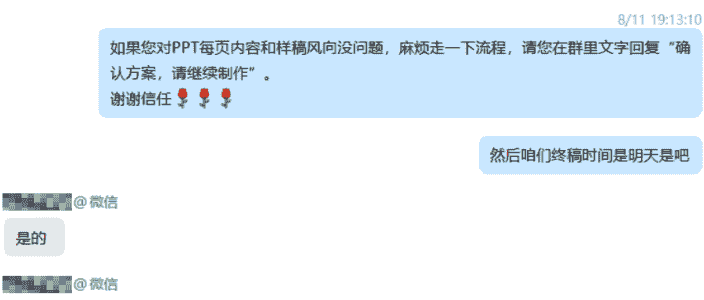 8/11 19:13:10
如果您对PPT每页内容和样稿风向没问题，麻烦走一下流程，请您在群里文字回复“确
认方案，请继续制作”。
谢谢信任🌹🌹🌹
然后咱们终稿时间是明天是吧
@微信
是的
@微信